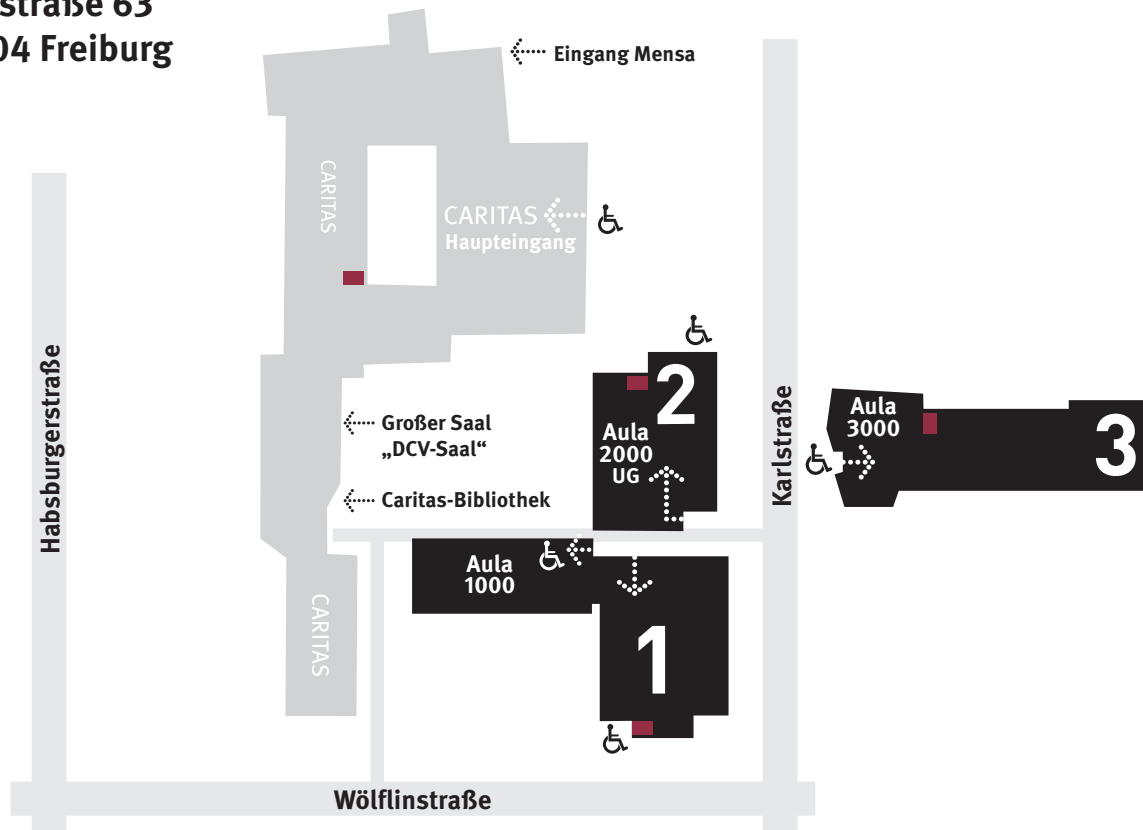 straße 63
04 Freiburg
Eingang Mensa
CARITAS
CARITAS
Haupteingang
Habsburgerstraße
Großer Saal
„DCV-Saal“
Caritas-Bibliothek
2
Aula
2000
UG
Karlstraße
Aula
3000
3
Aula
1000
CARITAS
1
Wölflinstraße